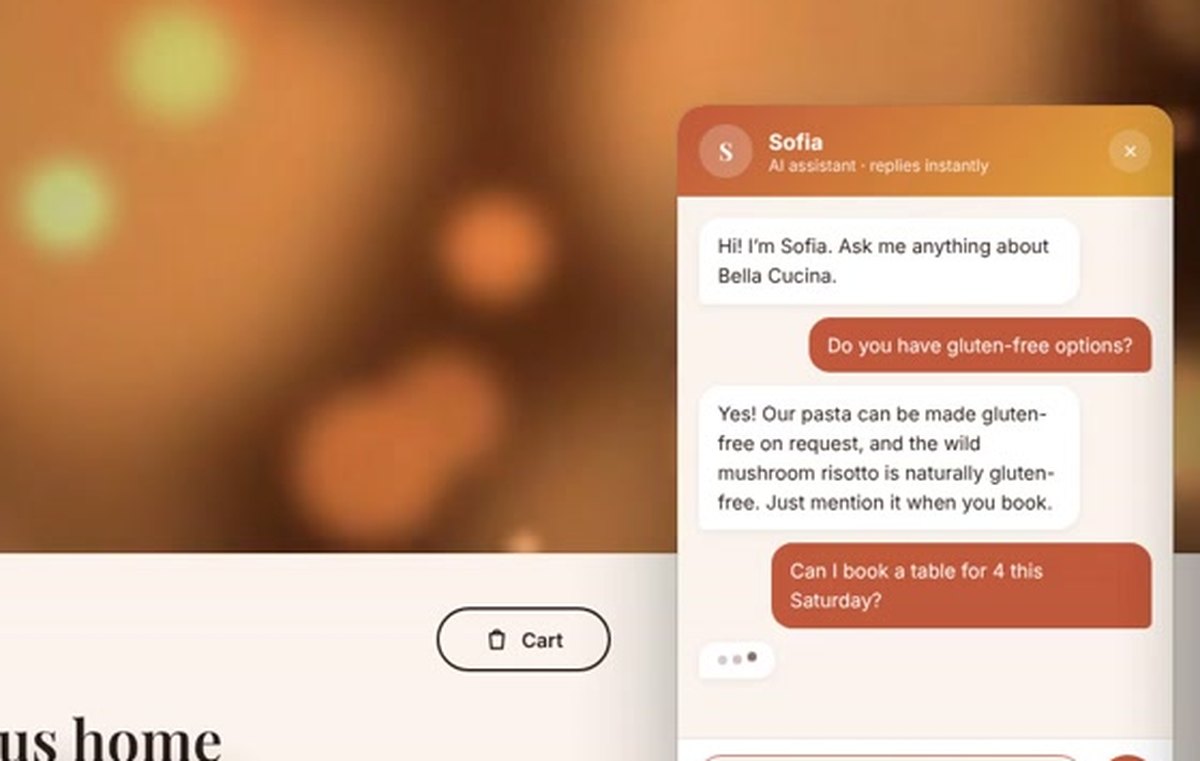 S
Sofia
AI assistant · replies instantly
Hi! I’m Sofia. Ask me anything about
Bella Cucina.
Do you have gluten-free options?
Yes! Our pasta can be made gluten-
free on request, and the wild
mushroom risotto is naturally gluten-
free. Just mention it when you book.
Can I book a table for 4 this
Saturday?
Cart
us home